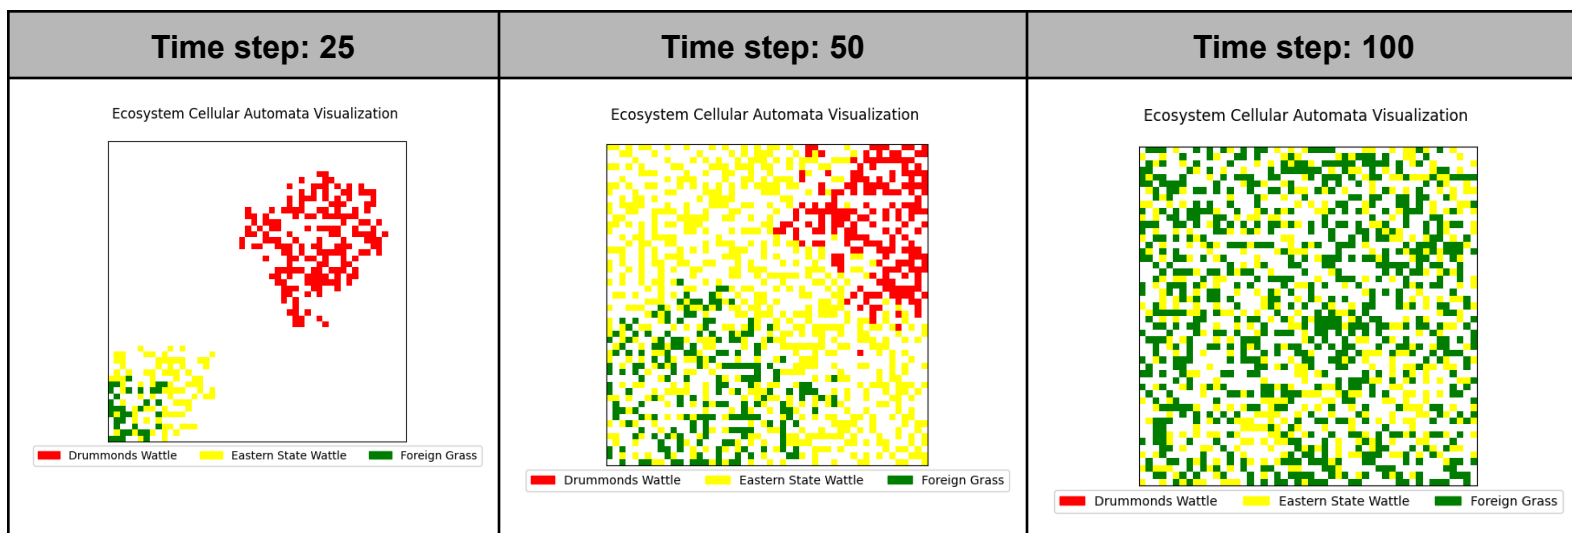 Time step: 25
Time step: 50
Time step: 100
Ecosystem Cellular Automata Visualization
Drummonds Wattle Eastern State Wattle Foreign Grass
Ecosystem Cellular Automata Visualization
Drummonds Wattle Eastern State Wattle Foreign Grass
Ecosystem Cellular Automata Visualization
Drummonds Wattle Eastern State Wattle Foreign Grass